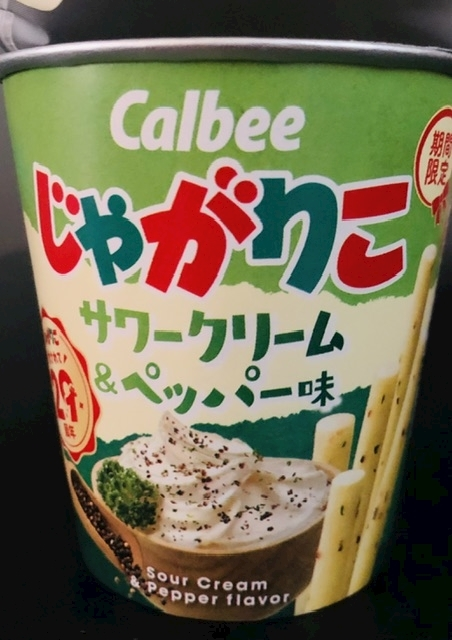 Calbee
期間
限定
じゃがりこ
サワークリーム
&ペッパー味
Sour Cream
& Pepper flavor